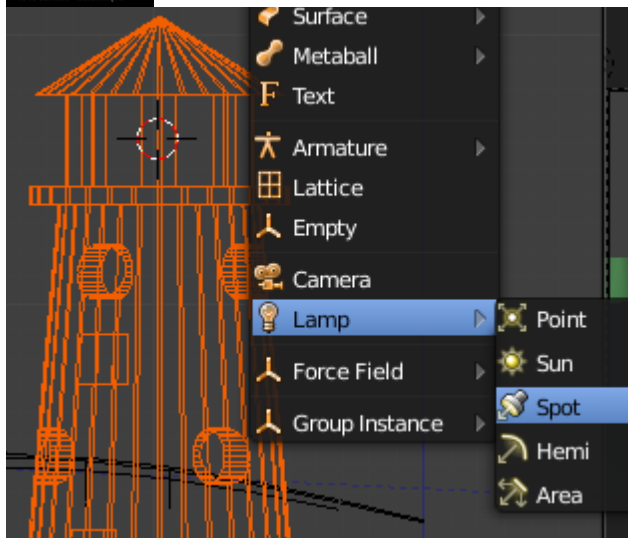 Surface
Metaball
Text
Armature
Lattice
Empty
Camera
Lamp
Force Field
Group Instance
Point
Sun
Spot
Hemi
Area